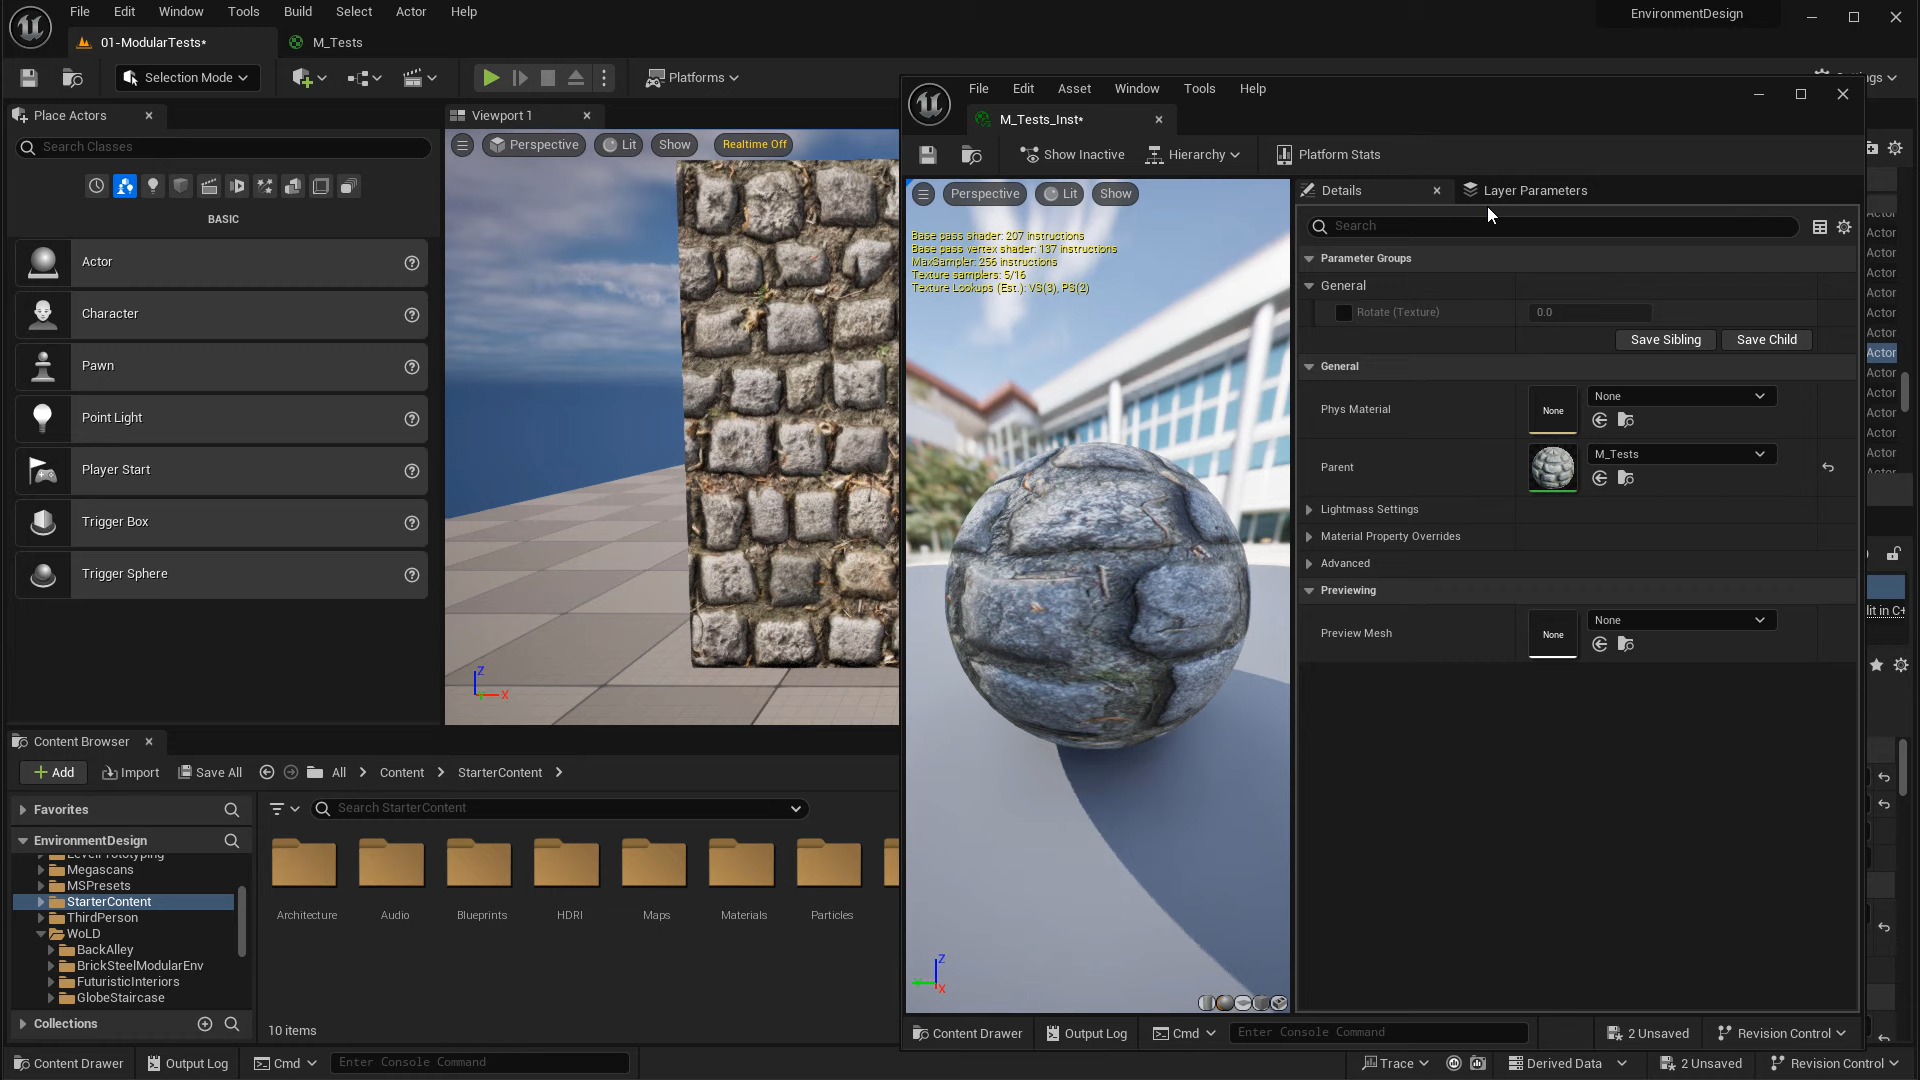 File Edit Window Tools Build Select Actor Help
EnvironmentDesign
01-ModularTests*
M_Tests
Selection Mode
Platforms
Place Actors
Search Classes
BASIC
Actor
Character
Pawn
Point Light
Player Start
Trigger Box
Trigger Sphere
Viewport 1
Perspective
Lit
Show
Realtime Off
Z
X
File Edit Asset Window Tools Help
M_Tests_Inst*
Show Inactive
Hierarchy
Platform Stats
Perspective
Lit
Show
Base pass shader: 207 instructions
Base pass vertex shader: 137 instructions
MaxSampler: 256 instructions
Texture samplers: 5/16
Texture Lookups (Est.): VS(3), PS(2)
Z
X
Details
Layer Parameters
Search
Parameter Groups
General
Rotate (Texture)
0.0
Save Sibling
Save Child
General
Phys Material
None
None
Parent
M_Tests
Lightmass Settings
Material Property Overrides
Advanced
Previewing
Preview Mesh
None
None
Content Drawer
Output Log
Cmd
Enter Console Command
2 Unsaved
Revision Control
Actor
Actor
Actor
Actor
Actor
Actor
Actor
Actor
Actor
Actor
Actor
Actor
Content Browser
Add
Import
Save All
All
Content
StarterContent
Favorites
EnvironmentDesign
LevelPrototyping
Megascans
MSPresets
StarterContent
ThirdPerson
WoLD
BackAlley
BrickSteelModularEnv
FuturisticInteriors
GlobeStaircase
Collections
Search StarterContent
Architecture
Audio
Blueprints
HDRI
Maps
Materials
Particles
10 items
Content Drawer
Output Log
Cmd
Enter Console Command
Trace
Derived Data
2 Unsaved
Revision Control